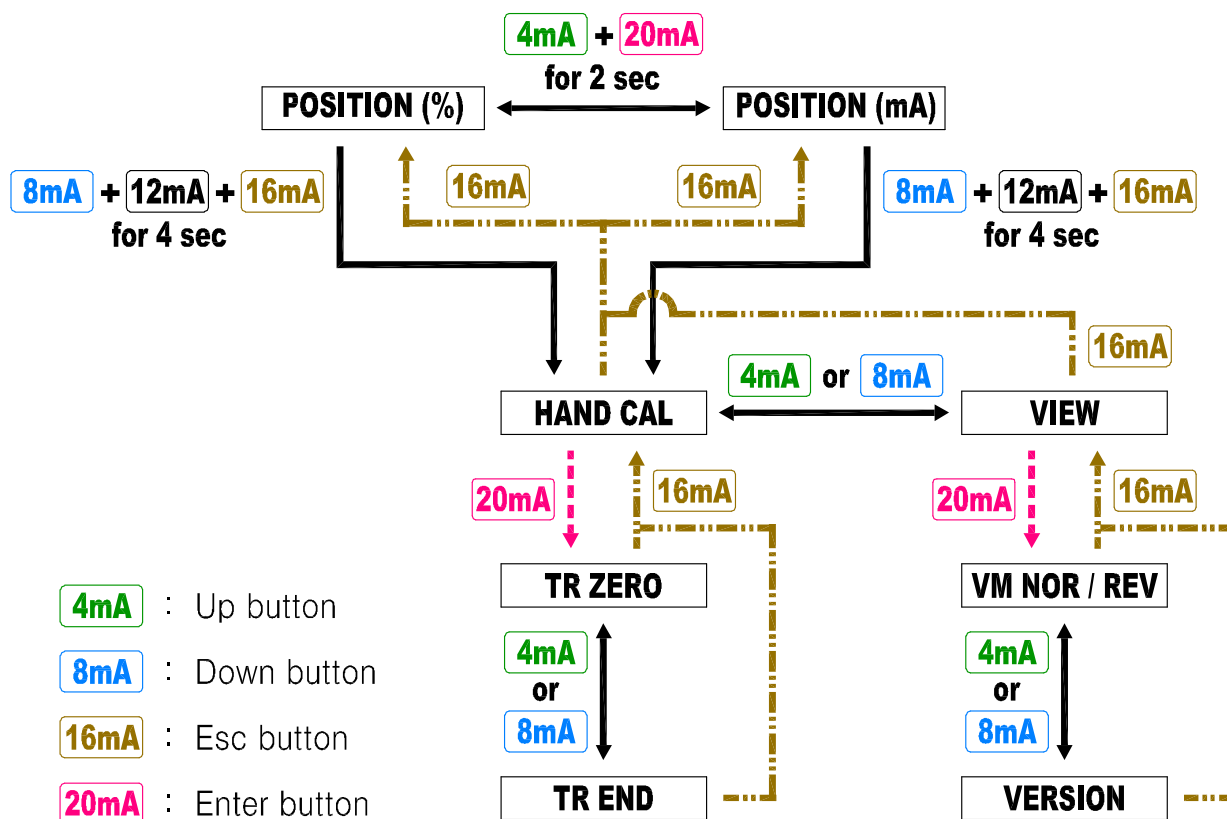 4mA + 20mA
for 2 sec
POSITION (%)
POSITION (mA)
8mA + 12mA + 16mA
for 4 sec
16mA
16mA
8mA + 12mA + 16mA
for 4 sec
16mA
4mA or 8mA
HAND CAL
VIEW
20mA
16mA
20mA
16mA
TR ZERO
VM NOR / REV
4mA
or
8mA
4mA
or
8mA
TR END
VERSION
4mA : Up button
8mA : Down button
16mA : Esc button
20mA : Enter button